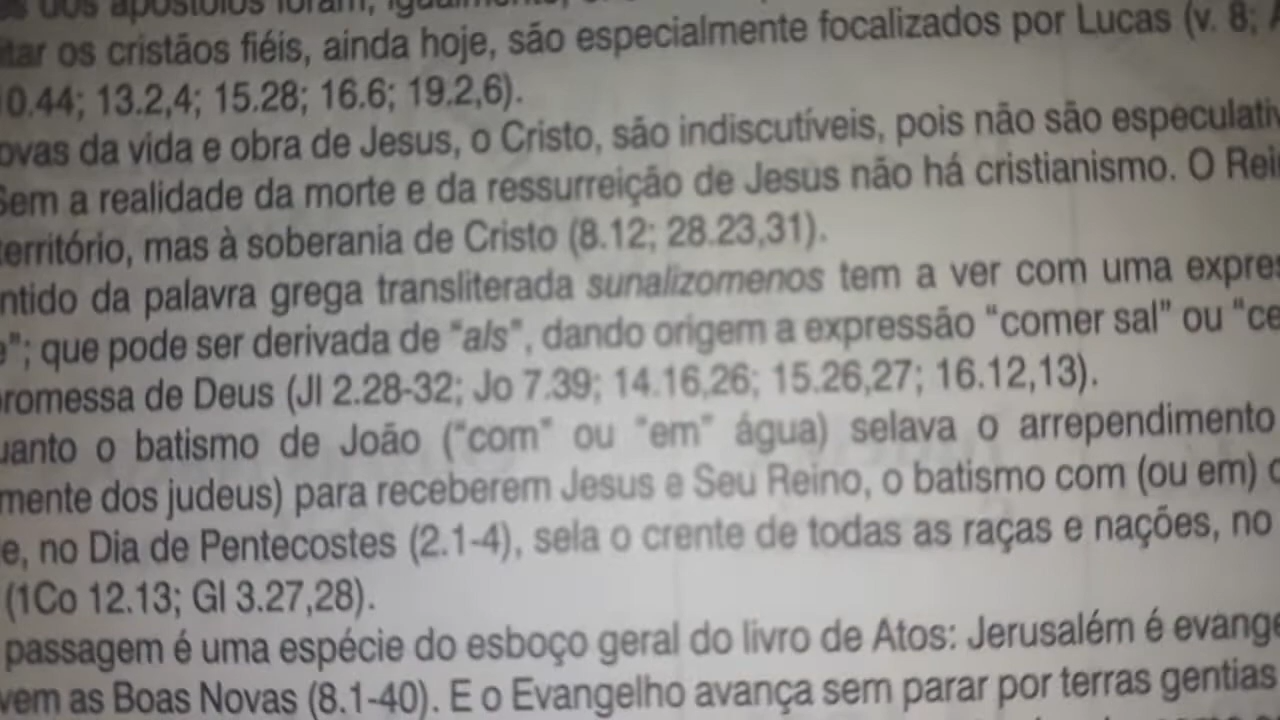 dos apóstolos foram, igualmente,
tar os cristãos fiéis, ainda hoje, são especialmente focalizados por Lucas (v. 8;
0.44; 13.2,4; 15.28; 16.6; 19.2,6).
ovas da vida e obra de Jesus, o Cristo, são indiscutíveis, pois não são especulativ
Sem a realidade da morte e da ressurreição de Jesus não há cristianismo. O Rei
território, mas à soberania de Cristo (8.12; 28.23,31).
ntido da palavra grega transliterada sunalizomenos tem a ver com uma expres
e"; que pode ser derivada de "als", dando origem a expressão "comer sal" ou "ce
romessa de Deus (Jl 2.28-32; Jo 7.39; 14.16,26; 15.26,27; 16.12,13).
uanto o batismo de João ("com" ou "em" água) selava o arrependimento
mente dos judeus) para receberem Jesus e Seu Reino, o batismo com (ou em)
e, no Dia de Pentecostes (2.1-4), sela o crente de todas as raças e nações, no
(1Co 12.13; Gl 3.27,28).
passagem é uma espécie do esboço geral do livro de Atos: Jerusalém é evange
vem as Boas Novas (8.1-40). E o Evangelho avança sem parar por terras gentias